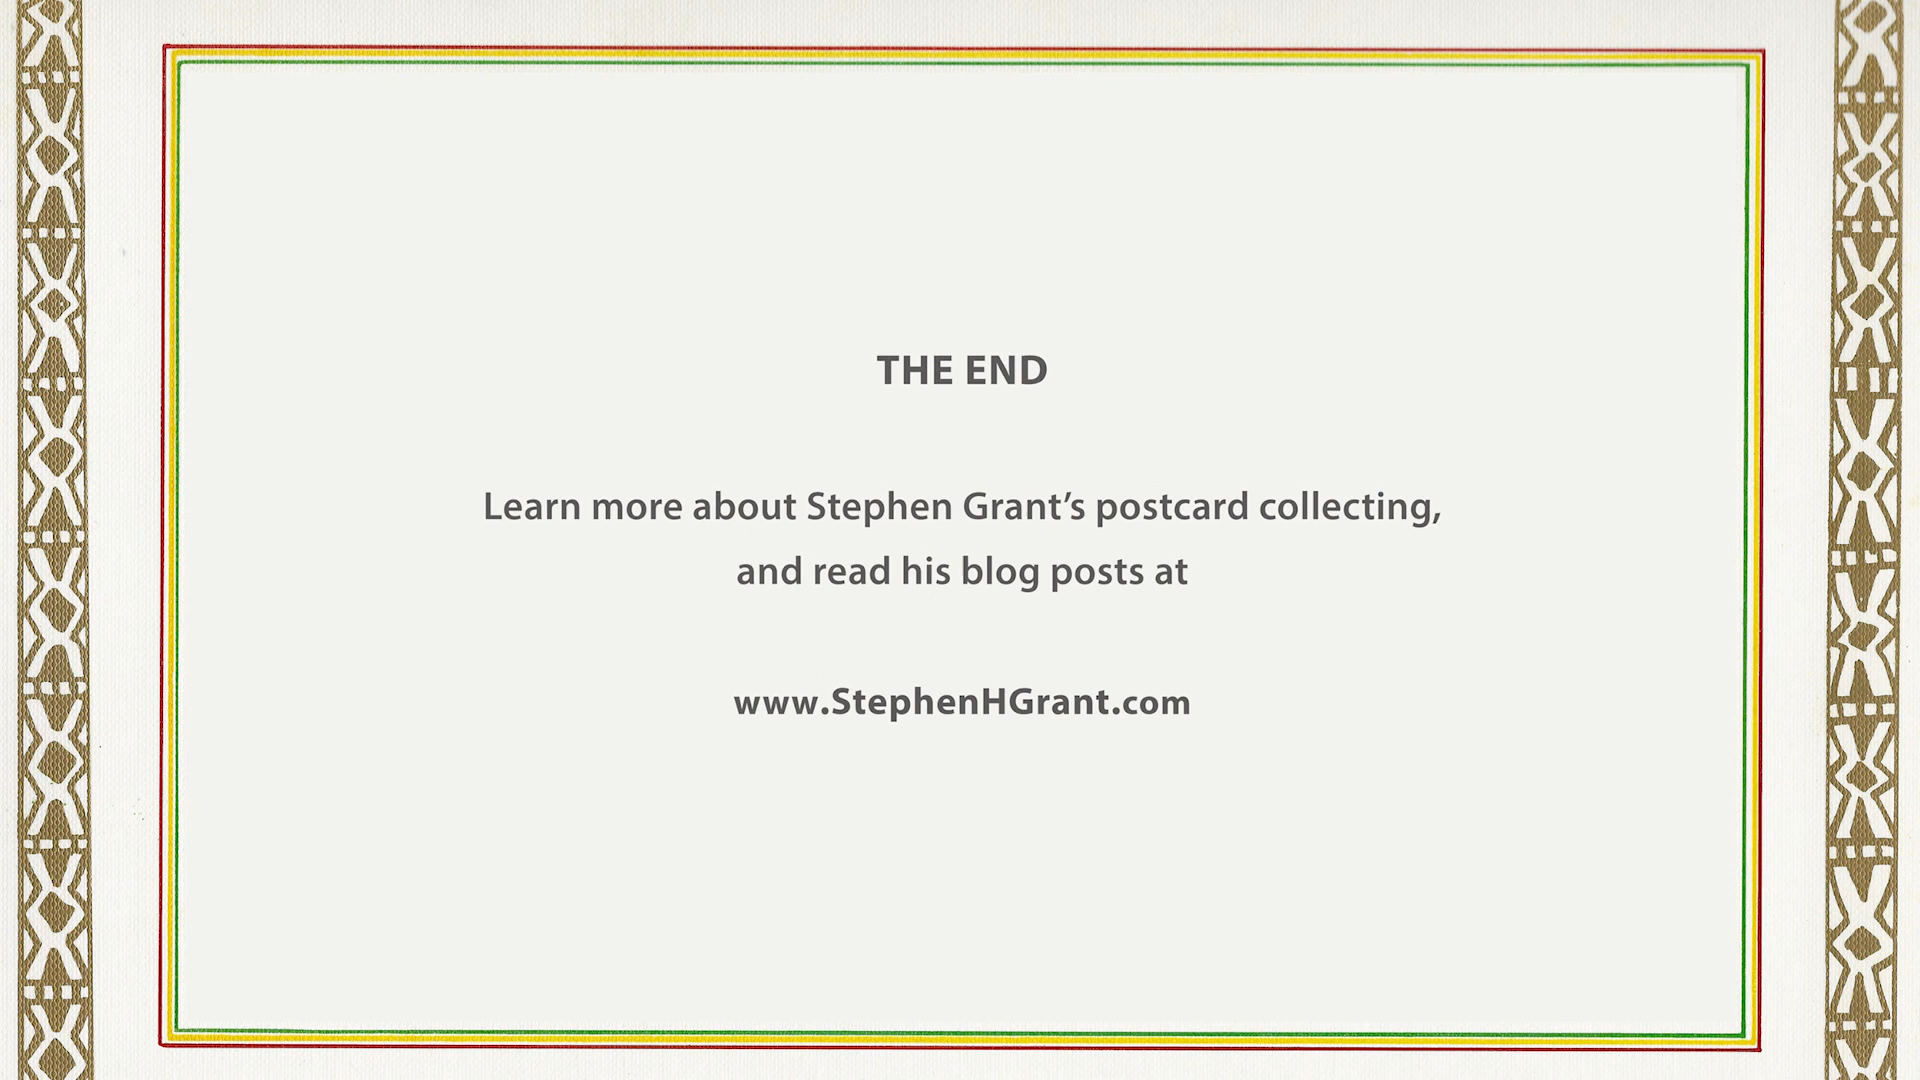 THE END
Learn more about Stephen Grant’s postcard collecting,
and read his blog posts at
www.StephenHGrant.com